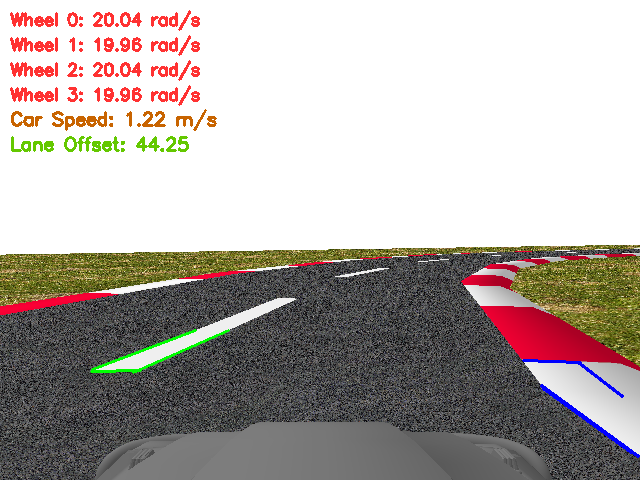 Wheel 0: 20.04 rad/s
Wheel 1: 19.96 rad/s
Wheel 2: 20.04 rad/s
Wheel 3: 19.96 rad/s
Car Speed: 1.22 m/s
Lane Offset: 44.25